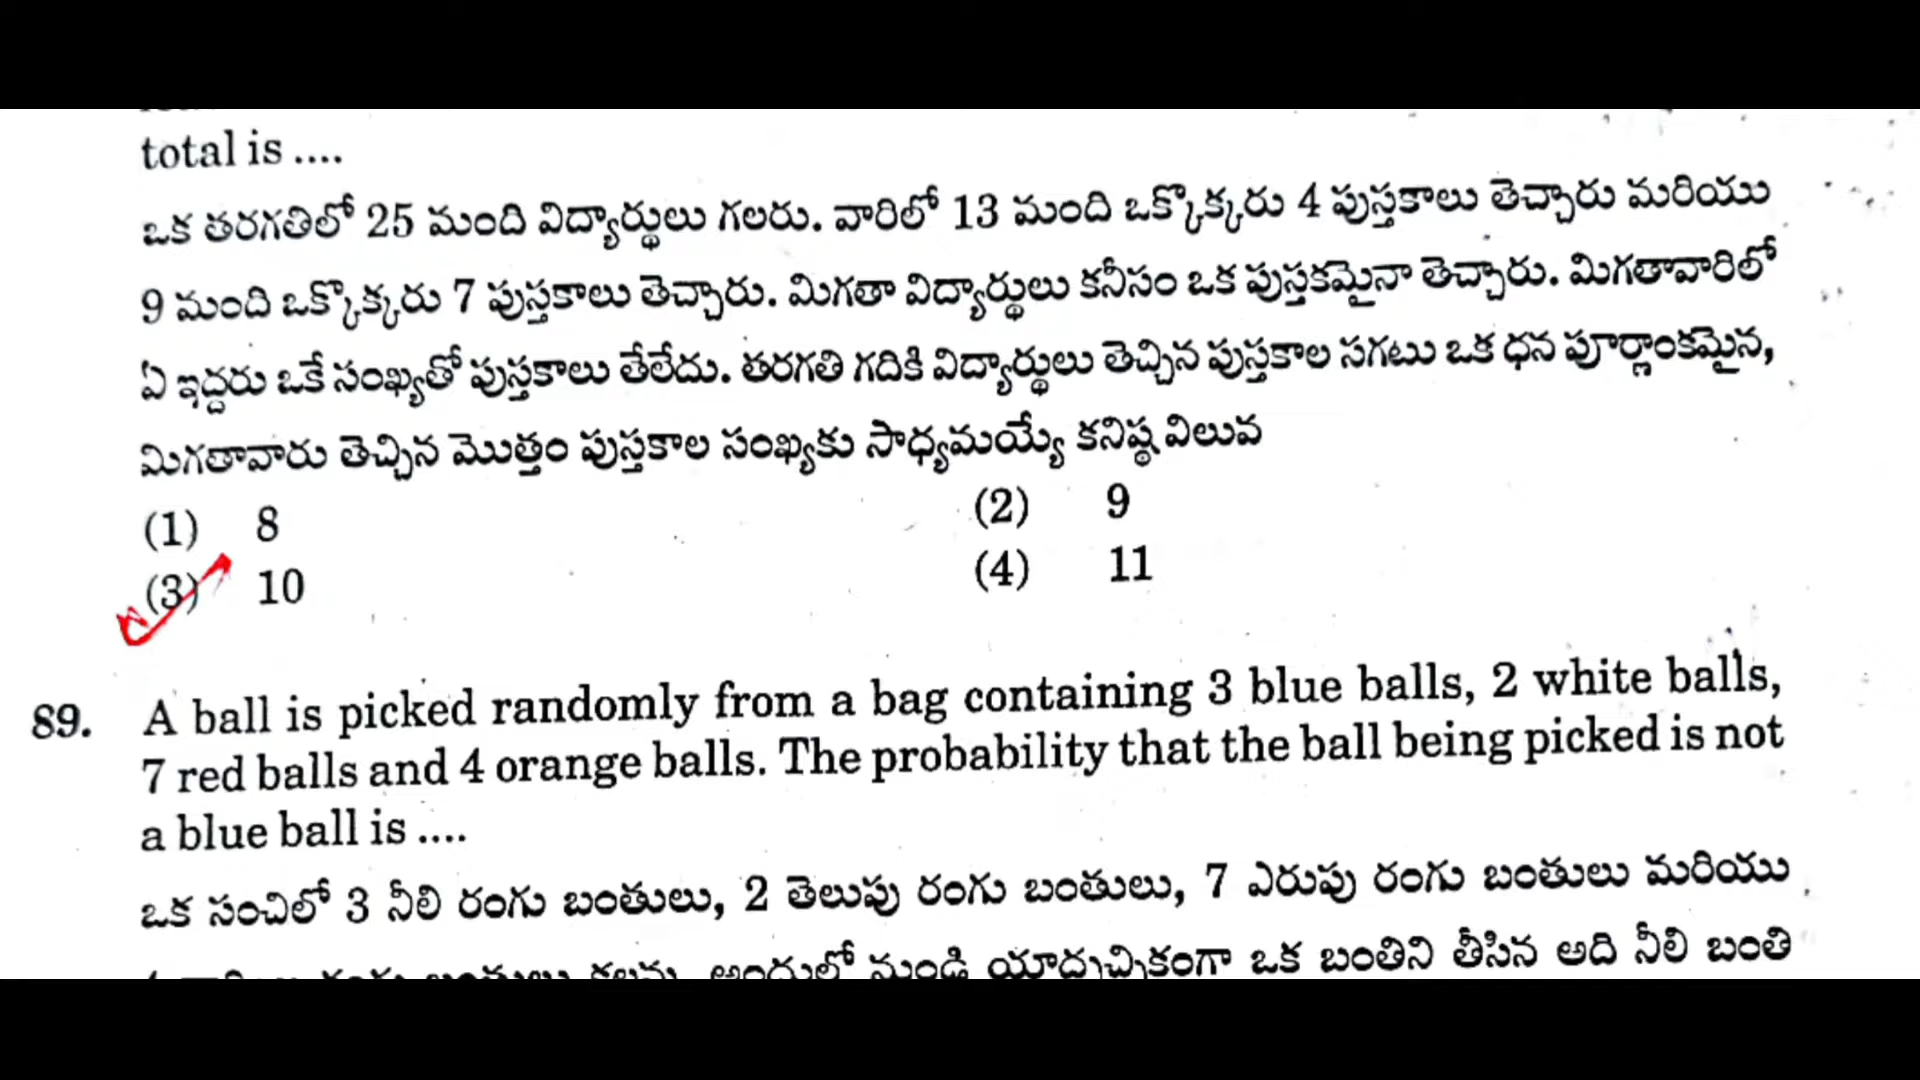 total is ....
ఒక తరగతిలో 25 మంది విద్యార్థులు గలరు. వారిలో 13 మంది ఒక్కొక్కరు 4 పుస్తకాలు తెచ్చారు మరియు
9 మంది ఒక్కొక్కరు 7 పుస్తకాలు తెచ్చారు. మిగతా విద్యార్థులు కనీసం ఒక పుస్తకమైనా తెచ్చారు. మిగతావారిలో
ఏ ఇద్దరు ఒకే సంఖ్యతో పుస్తకాలు తేలేదు. తరగతి గదికి విద్యార్థులు తెచ్చిన పుస్తకాల సగటు ఒక ధన పూర్ణాంకమైన,
మిగతావారు తెచ్చిన మొత్తం పుస్తకాల సంఖ్యకు సాధ్యమయ్యే కనిష్ఠ విలువ
(1) 8 (2) 9
(3) 10 (4) 11
89. A ball is picked randomly from a bag containing 3 blue balls, 2 white balls,
7 red balls and 4 orange balls. The probability that the ball being picked is not
a blue ball is ....
ఒక సంచిలో 3 నీలి రంగు బంతులు, 2 తెలుపు రంగు బంతులు, 7 ఎరుపు రంగు బంతులు మరియు
అందులో నుండి యాదృచ్ఛికంగా ఒక బంతిని తీసిన అది నీలి బంతి